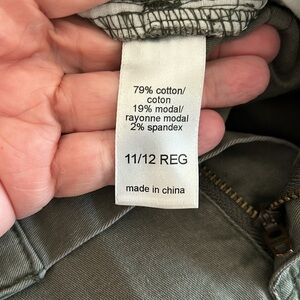 79% cotton/
coton
19% modal/
rayonne modal
2% spandex
11/12 REG
made in china